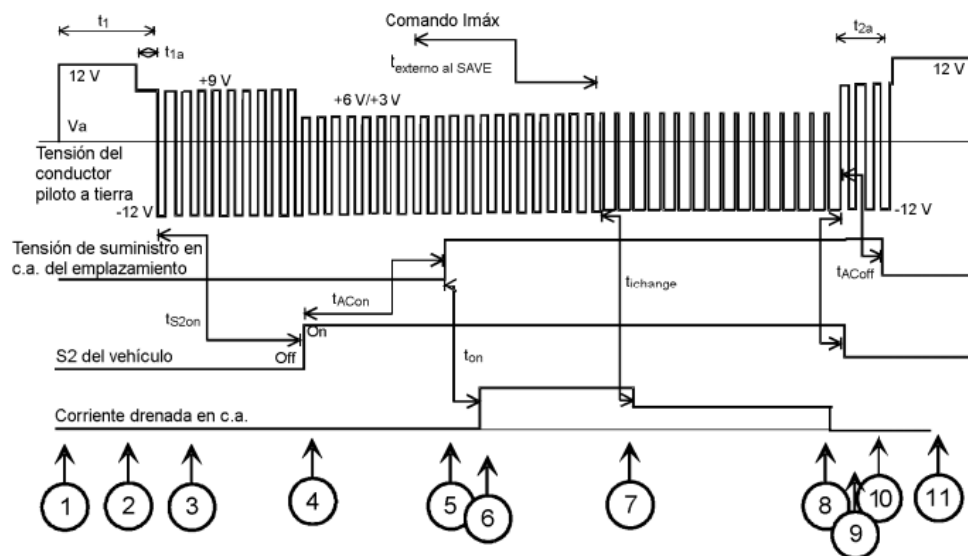 t1
t1a
Comando Imáx
texterno al SAVE
t2a
12 V
+9 V
+6 V/+3 V
12 V
Va
Tensión del
conductor
piloto a tierra
-12 V
-12 V
Tensión de suministro en
c.a. del emplazamiento
tACon
tichange
tACoff
tS2on
On
Off
S2 del vehículo
ton
Corriente drenada en c.a.
1
2
3
4
5
6
7
8
9
10
11